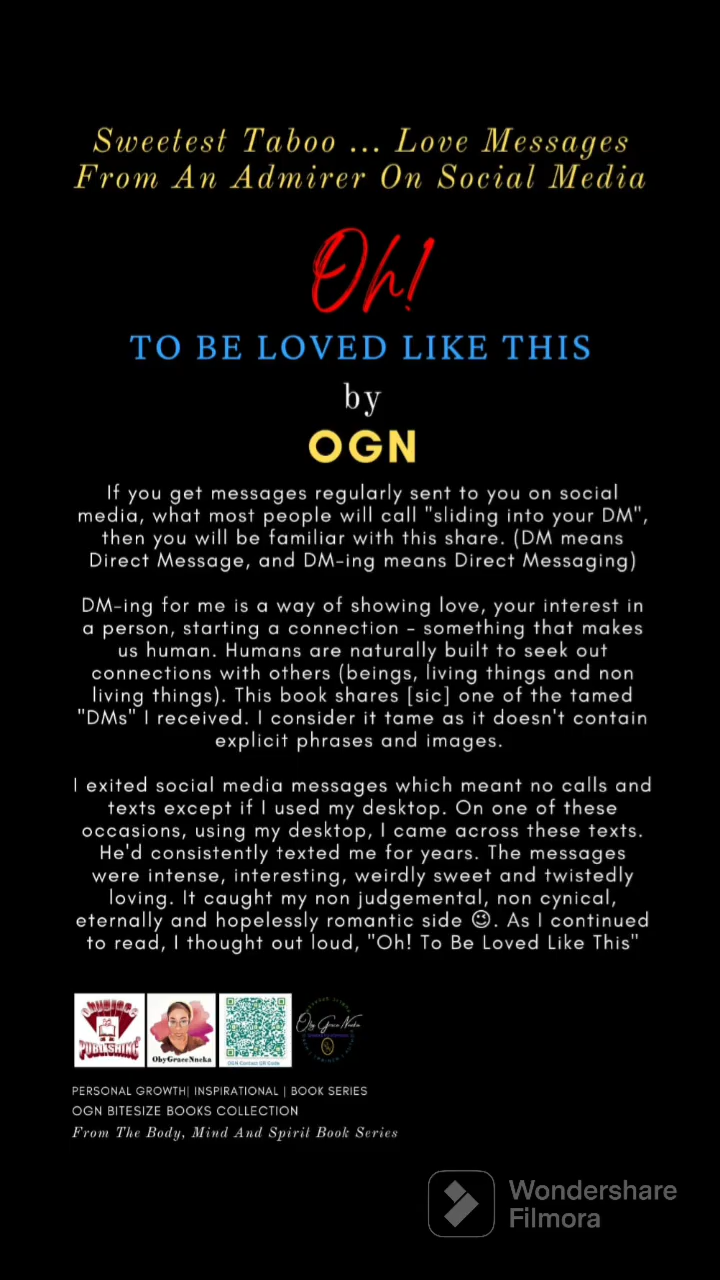 Sweetest Taboo ... Love Messages
From An Admirer On Social Media
Oh!
TO BE LOVED LIKE THIS
by
OGN
If you get messages regularly sent to you on social
media, what most people will call "sliding into your DM",
then you will be familiar with this share. (DM means
Direct Message, and DM-ing means Direct Messaging)
DM-ing for me is a way of showing love, your interest in
a person, starting a connection - something that makes
us human. Humans are naturally built to seek out
connections with others (beings, living things and non
living things). This book shares [sic] one of the tamed
"DMs" I received. I consider it tame as it doesn't contain
explicit phrases and images.
I exited social media messages which meant no calls and
texts except if I used my desktop. On one of these
occasions, using my desktop, I came across these texts.
He'd consistently texted me for years. The messages
were intense, interesting, weirdly sweet and twistedly
loving. It caught my non judgemental, non cynical,
eternally and hopelessly romantic side 😉. As I continued
to read, I thought out loud, "Oh! To Be Loved Like This"
PUBLISHING
ObyGraceNneka
OGN Contact QR Code
Oby Grace Nneka
PERSONAL GROWTH| INSPIRATIONAL | BOOK SERIES
OGN BITESIZE BOOKS COLLECTION
From The Body, Mind And Spirit Book Series
Wondershare
Filmora